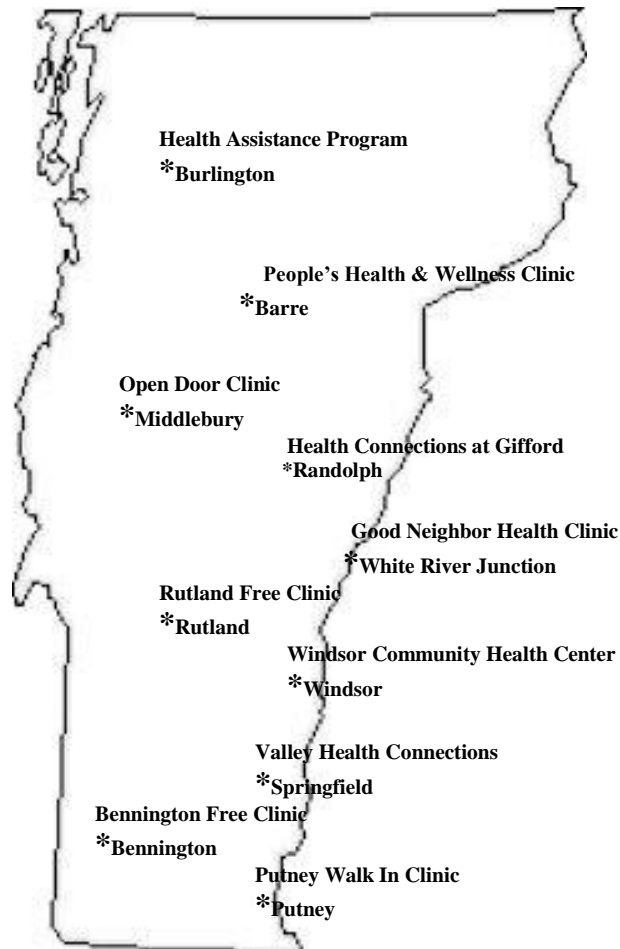 Health Assistance Program
*Burlington
People’s Health & Wellness Clinic
*Barre
Open Door Clinic
*Middlebury
Health Connections at Gifford
*Randolph
Good Neighbor Health Clinic
*White River Junction
Rutland Free Clinic
*Rutland
Windsor Community Health Center
*Windsor
Valley Health Connections
*Springfield
Bennington Free Clinic
*Bennington
Putney Walk In Clinic
*Putney